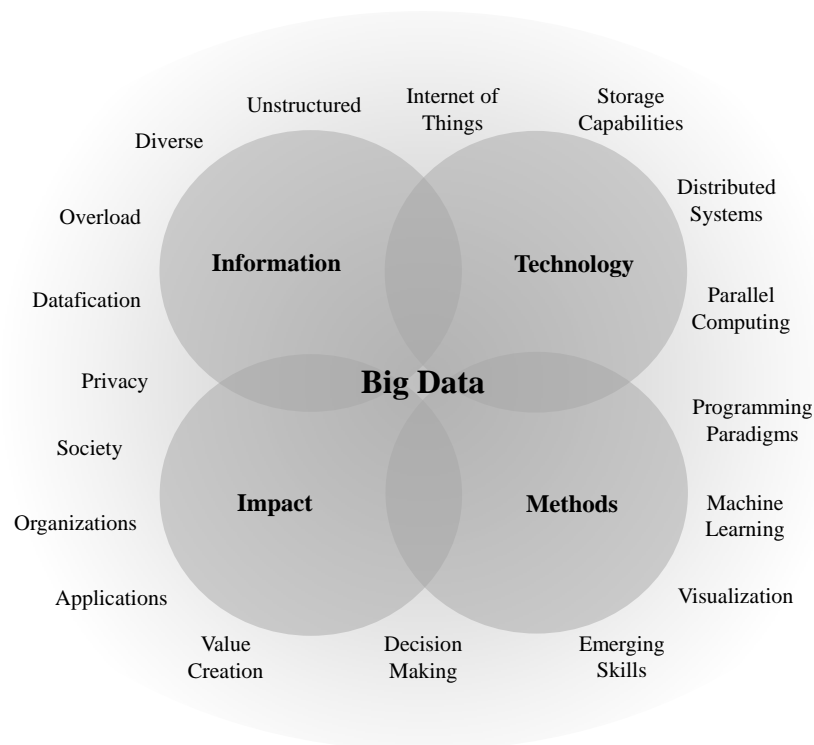 Unstructured
Internet of
Things
Storage
Capabilities
Diverse
Distributed
Systems
Overload
Information
Technology
Datafication
Parallel
Computing
Privacy
Big Data
Programming
Paradigms
Society
Impact
Methods
Machine
Learning
Organizations
Applications
Visualization
Value
Creation
Decision
Making
Emerging
Skills